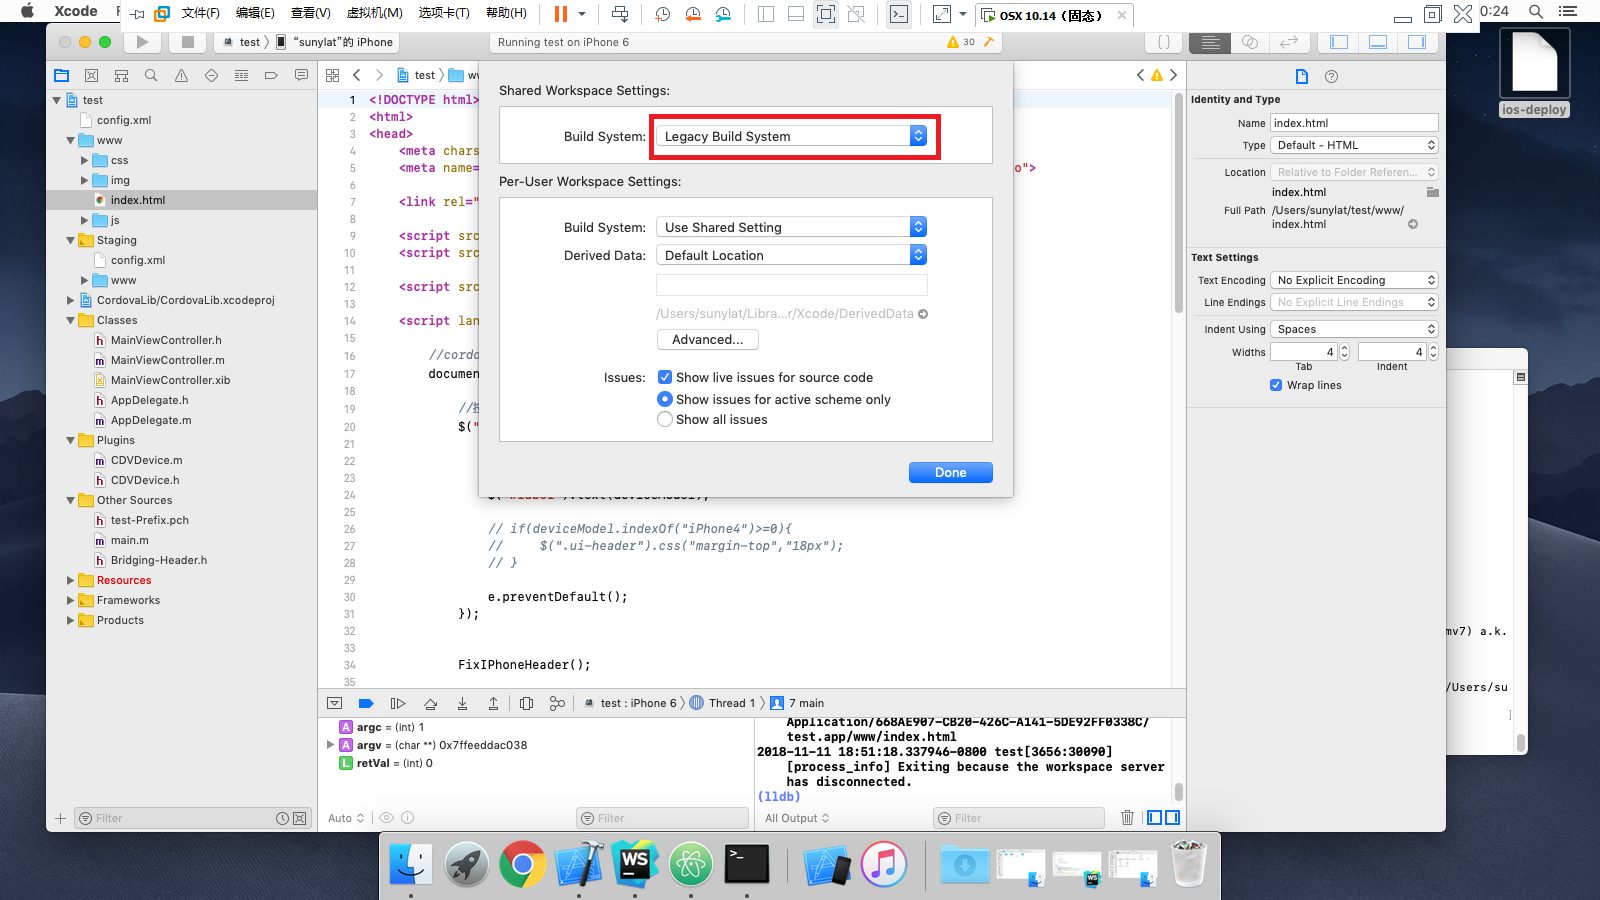 Xcode
文件(F) 编辑(E) 查看(V) 虚拟机(M) 选项卡(T) 帮助(H)
OSX 10.14（固态）
0:24
ios-deploy
test
"sunylat"的 iPhone
Running test on iPhone 6
30
test
config.xml
www
css
img
index.html
js
Staging
config.xml
www
CordovaLib/CordovaLib.xcodeproj
Classes
MainViewController.h
MainViewController.m
MainViewController.xib
AppDelegate.h
AppDelegate.m
Plugins
CDVDevice.m
CDVDevice.h
Other Sources
test-Prefix.pch
main.m
Bridging-Header.h
Resources
Frameworks
Products
Filter
test
1 <!DOCTYPE html>
2 <html>
3 <head>
4 <meta chars
5 <meta name= o">
6
7 <link rel="
8
9 <script src
10 <script src
11
12 <script src
13
14 <script lan
15
16 //cordo
17 documen
18
19
20 $("
21
22
23
24
25
26 // if(deviceModel.indexOf("iPhone4")>=0){
27 // $(".ui-header").css("margin-top","18px");
28 // }
29
30 e.preventDefault();
31 });
32
33
34 FixIPhoneHeader();
35
Shared Workspace Settings:
Build System: Legacy Build System
Per-User Workspace Settings:
Build System: Use Shared Setting
Derived Data: Default Location
/Users/sunylat/Libra...r/Xcode/DerivedData
Advanced...
Issues: Show live issues for source code
Show issues for active scheme only
Show all issues
Done
test : iPhone 6 Thread 1 7 main
A argc = (int) 1
A argv = (char **) 0x7ffeeddac038
L retVal = (int) 0
Auto
Filter
Application/668AE907-CB20-426C-A141-5DE92FF0338C/
test.app/www/index.html
2018-11-11 18:51:18.337946-0800 test[3656:30090]
[process_info] Exiting because the workspace server
has disconnected.
(lldb)
All Output
Filter
Identity and Type
Name index.html
Type Default - HTML
Location Relative to Folder Referen...
index.html
Full Path /Users/sunylat/test/www/
index.html
Text Settings
Text Encoding No Explicit Encoding
Line Endings No Explicit Line Endings
Indent Using Spaces
Widths 4 4
Tab Indent
Wrap lines
mv7) a.k.
/Users/su
]
WS
>_
WS